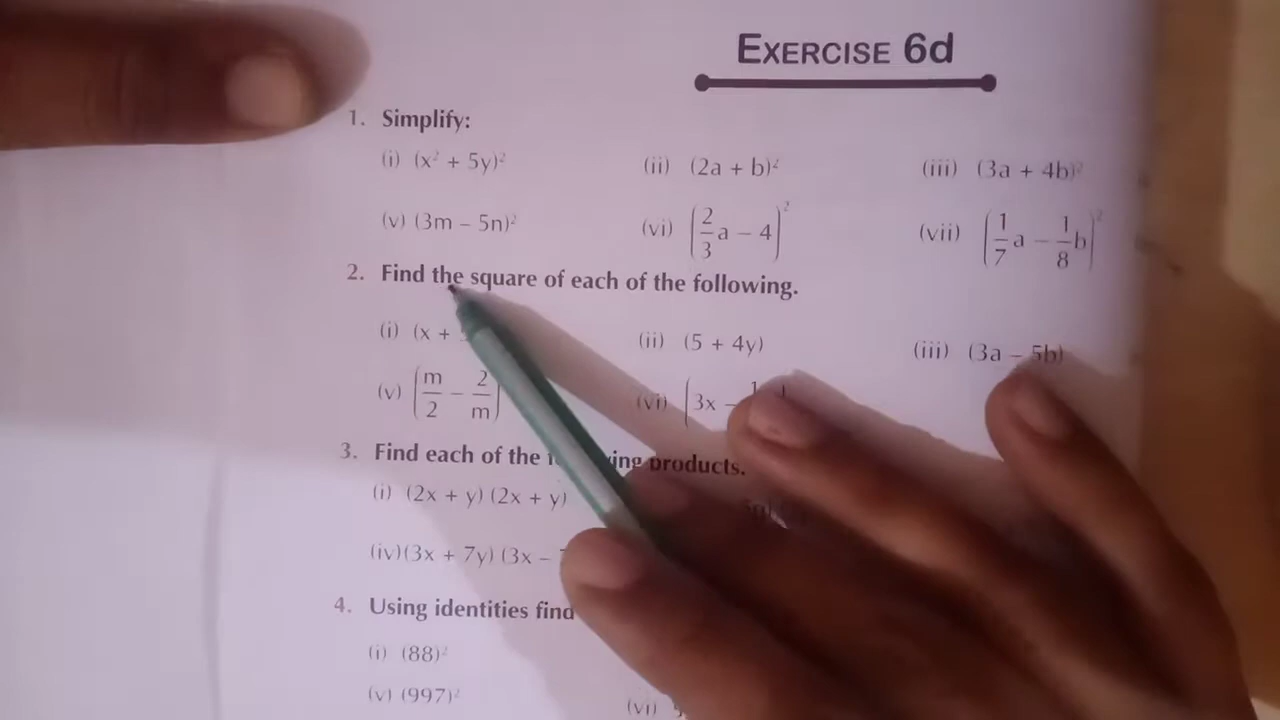 EXERCISE 6d
1. Simplify:
(i) (x² + 5y)² (ii) (2a + b)² (iii) (3a + 4b)²
(v) (3m – 5n)² (vi) (2/3 a – 4)² (vii) (1/7 a – 1/8 b)²
2. Find the square of each of the following.
(i) (x + (ii) (5 + 4y) (iii) (3a – 5b)
(v) (m/2 – 2/m) (vi) (3x –
3. Find each of the products.
(i) (2x + y) (2x + y)
(iv) (3x + 7y) (3x –
4. Using identities find
(i) (88)²
(v) (997)² (vi)